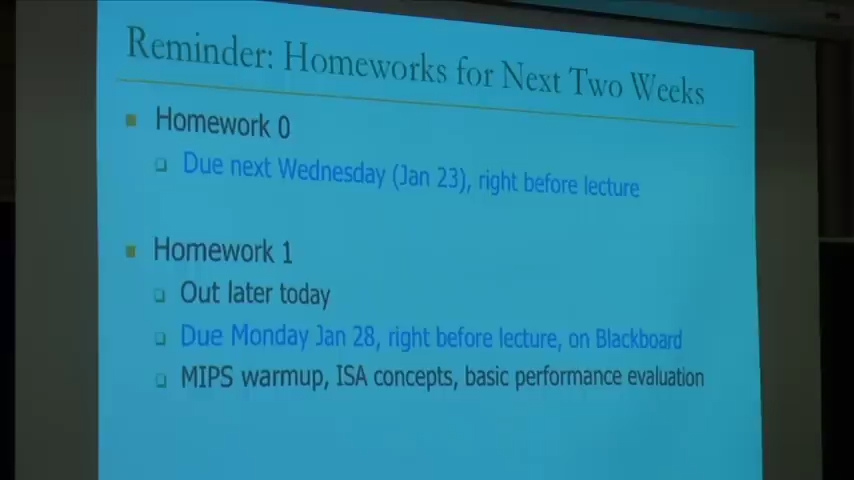 Reminder: Homeworks for Next Two Weeks
Homework 0
Due next Wednesday (Jan 23), right before lecture
Homework 1
Out later today
Due Monday Jan 28, right before lecture, on Blackboard
MIPS warmup, ISA concepts, basic performance evaluation